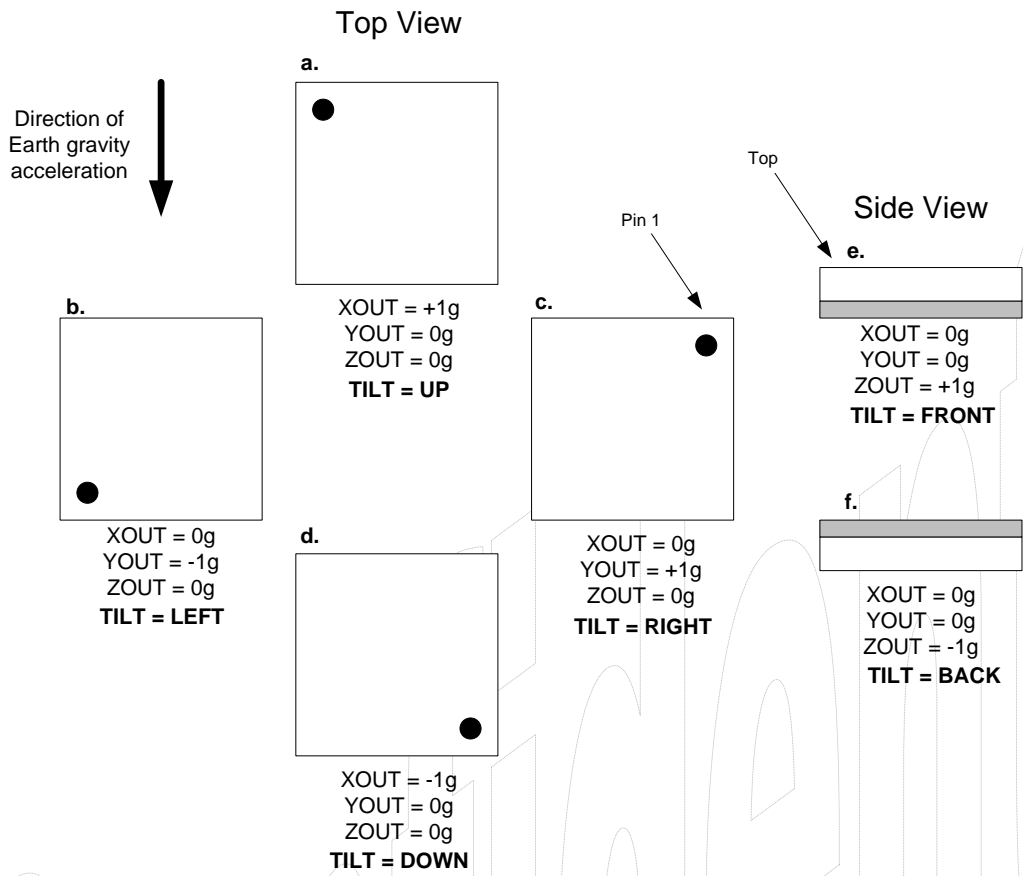 Top View
a.
Direction of
Earth gravity
acceleration
XOUT = +1g
YOUT = 0g
ZOUT = 0g
TILT = UP
b.
XOUT = 0g
YOUT = -1g
ZOUT = 0g
TILT = LEFT
Pin 1
c.
XOUT = 0g
YOUT = +1g
ZOUT = 0g
TILT = RIGHT
d.
XOUT = -1g
YOUT = 0g
ZOUT = 0g
TILT = DOWN
Top
Side View
e.
XOUT = 0g
YOUT = 0g
ZOUT = +1g
TILT = FRONT
f.
XOUT = 0g
YOUT = 0g
ZOUT = -1g
TILT = BACK